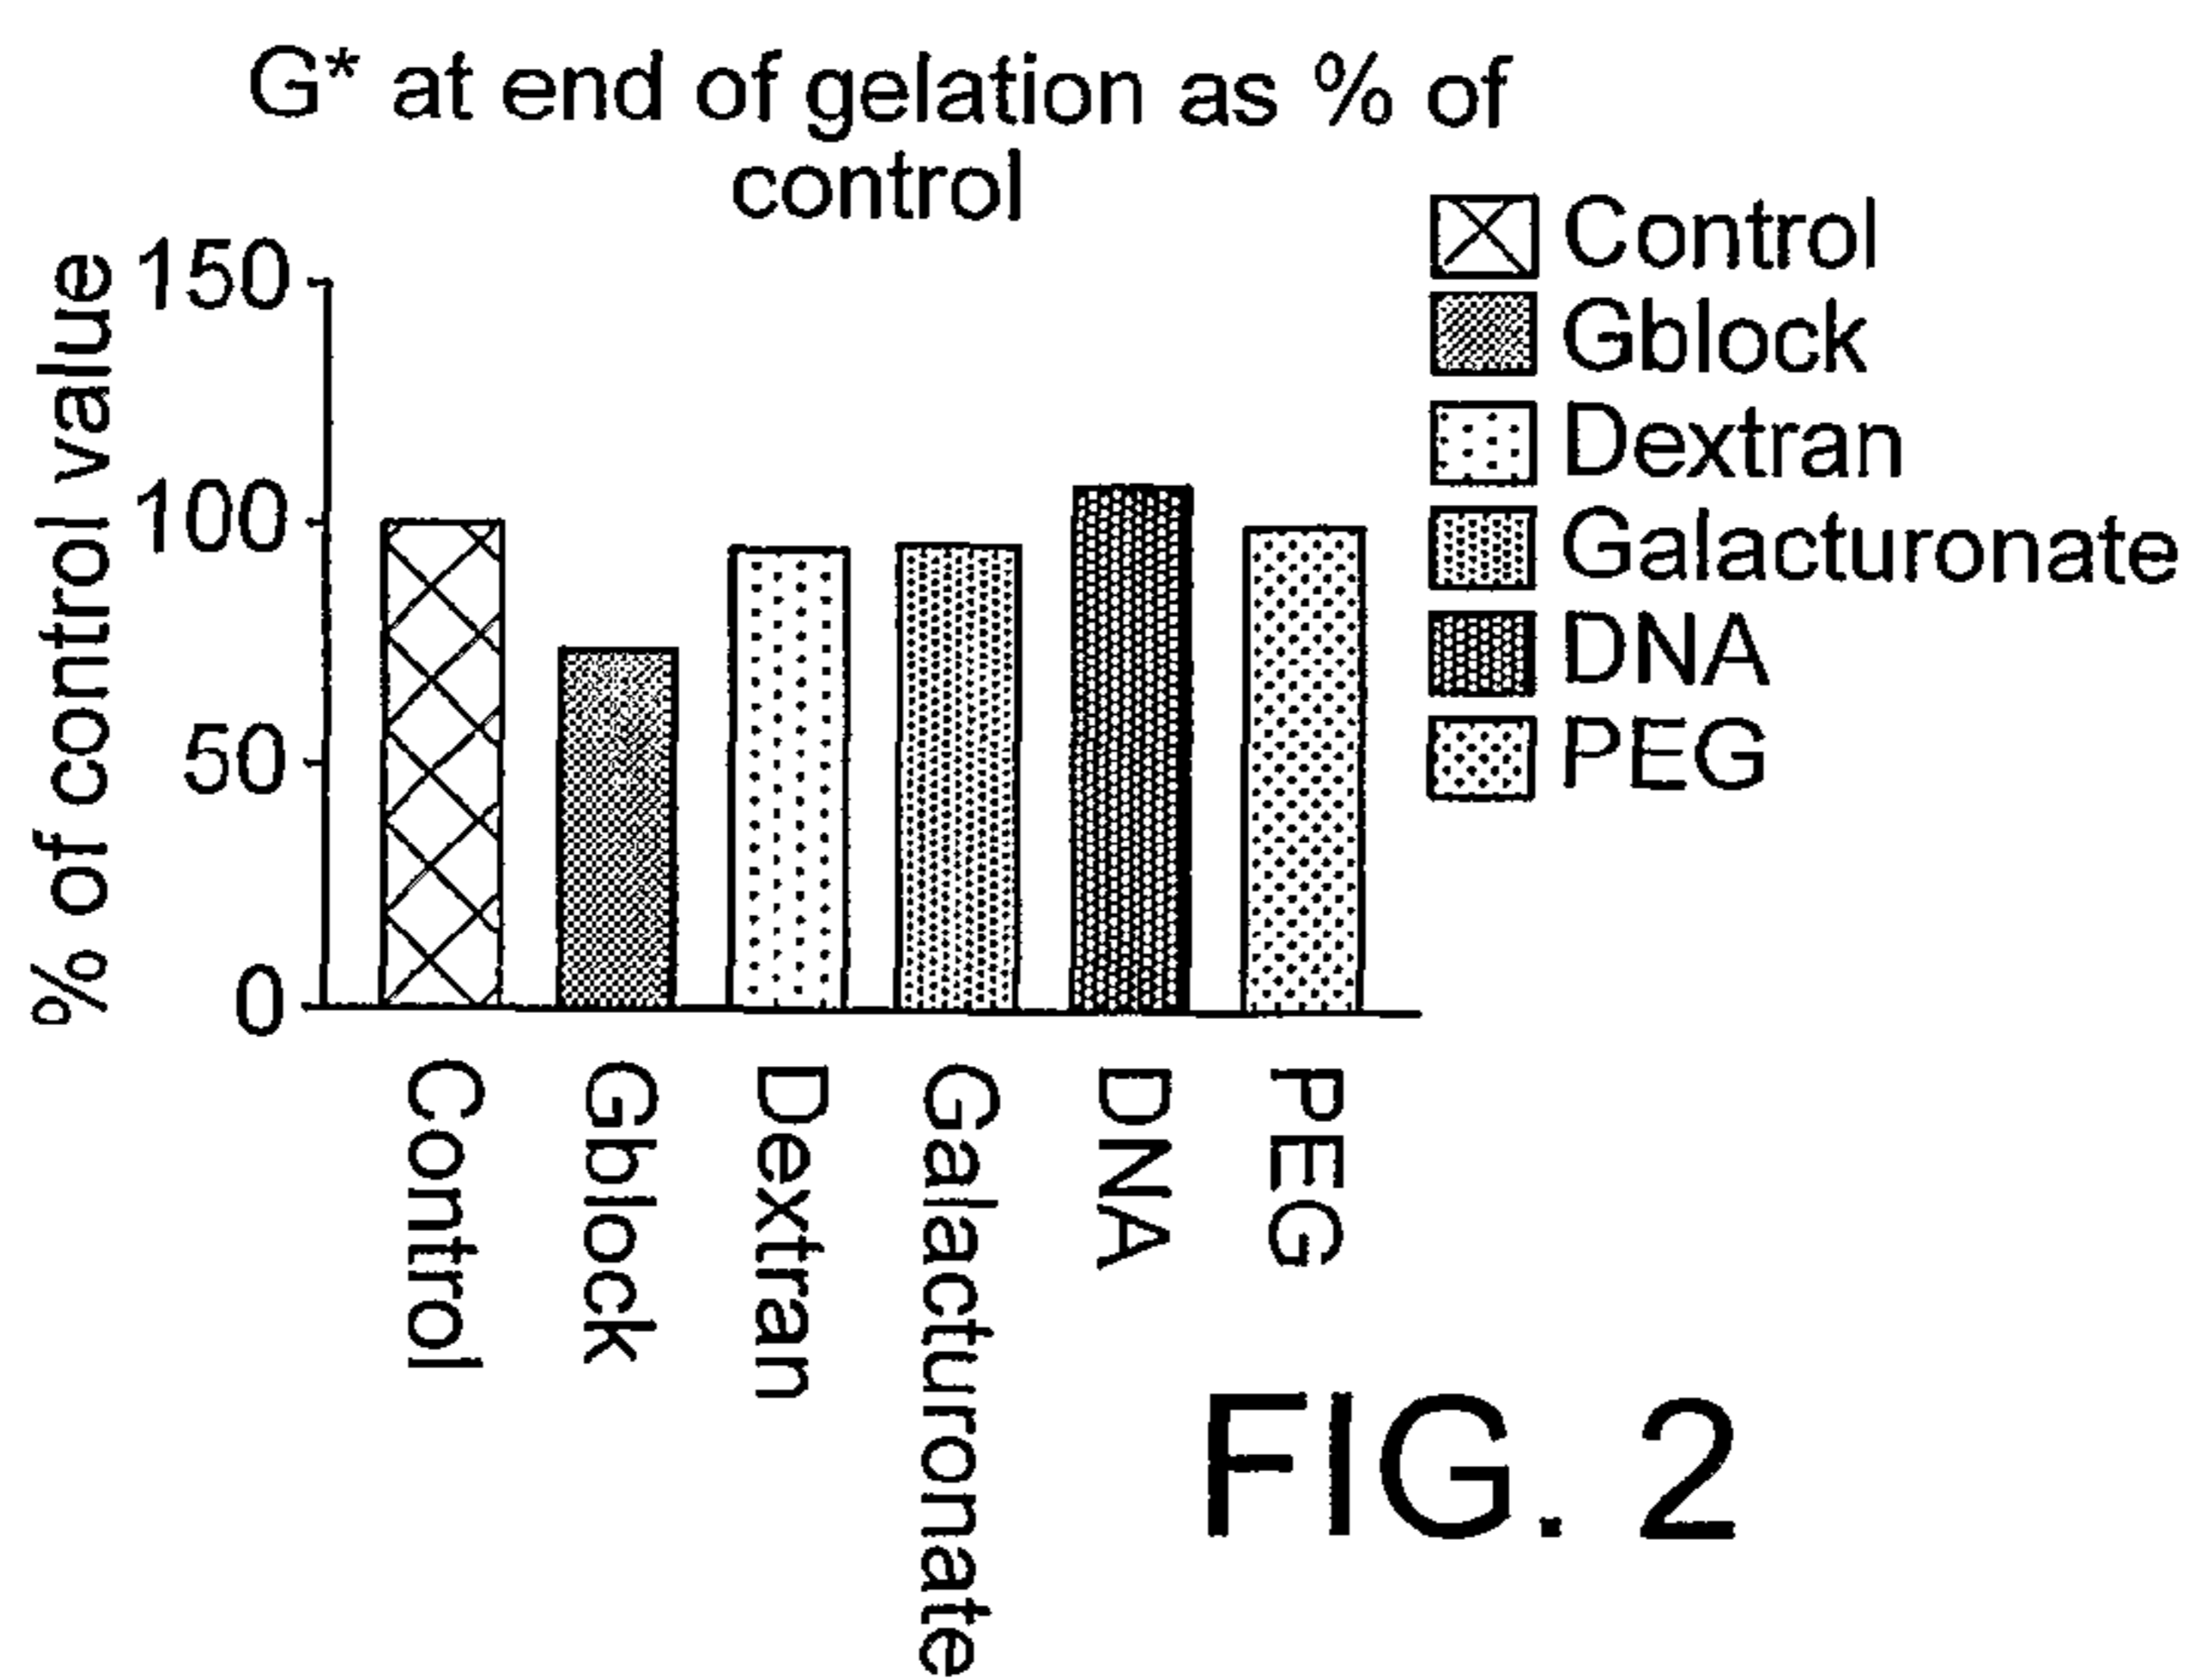 G* at end of gelation as % of
control
% of control value
150
100
50
0
Control
Gblock
Dextran
Galacturonate
DNA
PEG
Control
Gblock
Dextran
Galacturonate
DNA
PEG
FIG. 2